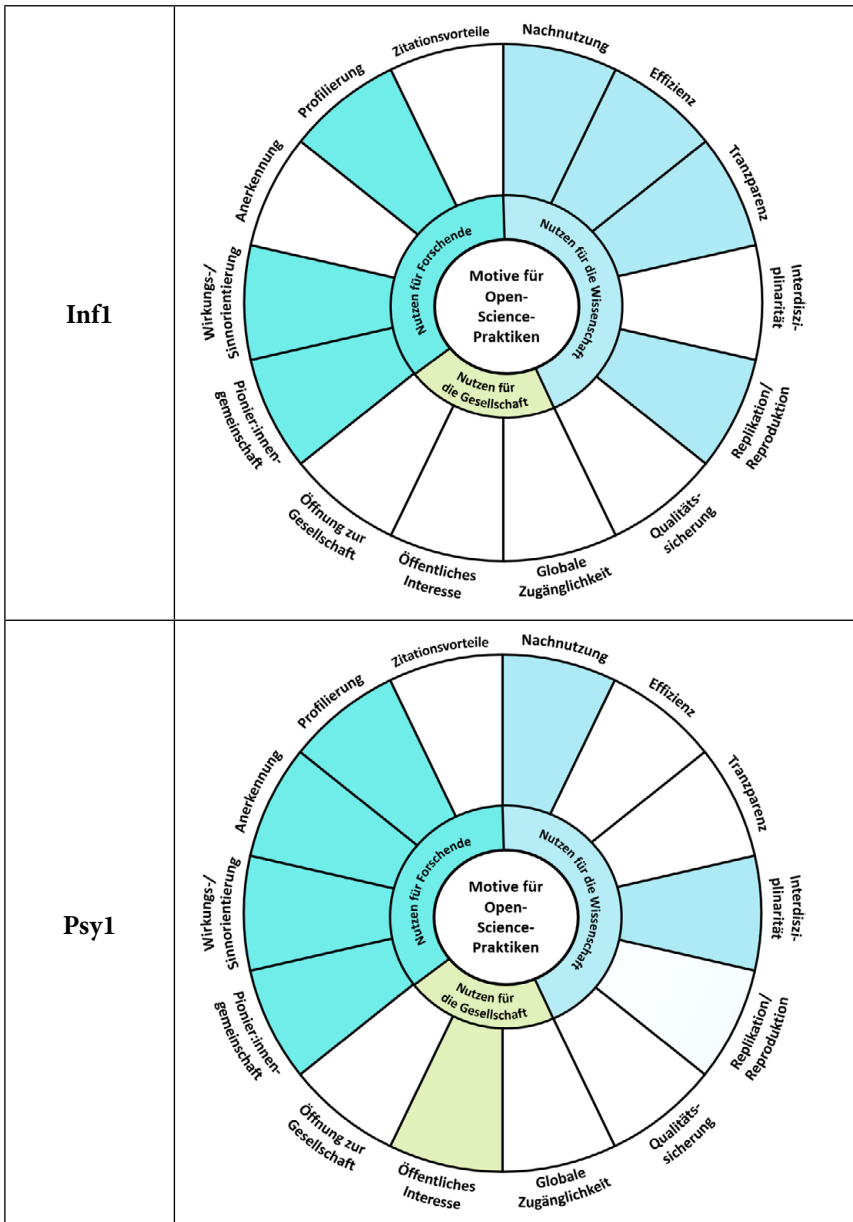 Inf1
Zitationsvorteile
Nachnutzung
Effizienz
Tranzparenz
Interdiszi-
plinarität
Replikation/
Reproduktion
Qualitäts-
sicherung
Globale
Zugänglichkeit
Öffentliches
Interesse
Öffnung zur
Gesellschaft
Pionier:innen-
gemeinschaft
Wirkungs-/
Sinnorientierung
Anerkennung
Profilierung
Nutzen für Forschende
Nutzen für die Wissenschaft
Nutzen für
die Gesellschaft
Motive für
Open-
Science-
Praktiken
Psy1
Zitationsvorteile
Nachnutzung
Effizienz
Tranzparenz
Interdiszi-
plinarität
Replikation/
Reproduktion
Qualitäts-
sicherung
Globale
Zugänglichkeit
Öffentliches
Interesse
Öffnung zur
Gesellschaft
Pionier:innen-
gemeinschaft
Wirkungs-/
Sinnorientierung
Anerkennung
Profilierung
Nutzen für Forschende
Nutzen für die Wissenschaft
Nutzen für
die Gesellschaft
Motive für
Open-
Science-
Praktiken